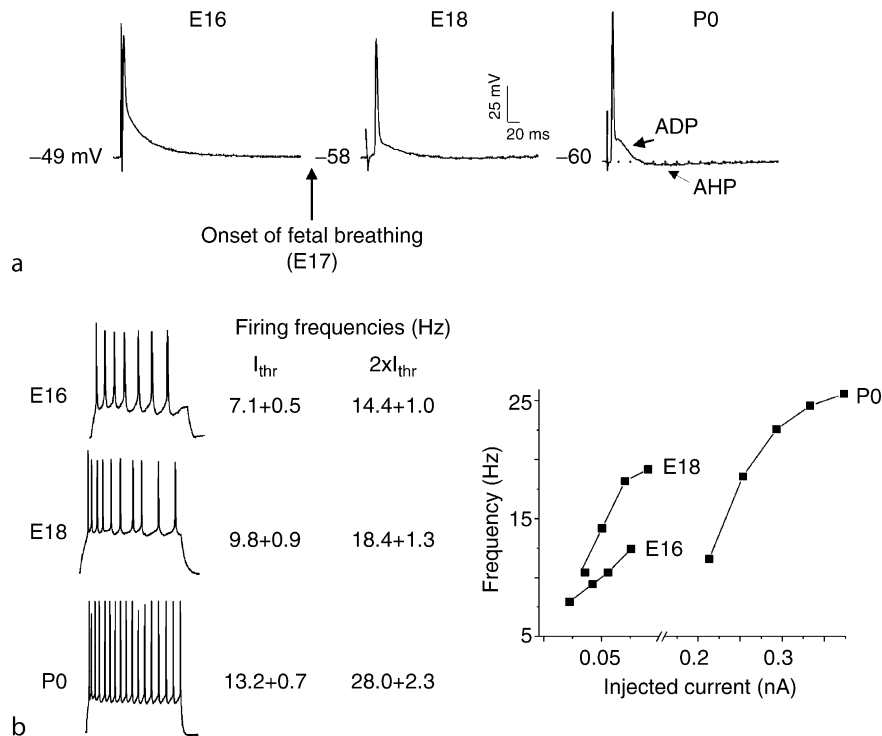 E16 E18 P0
25 mV
20 ms
ADP
–49 mV –58 –60
AHP
Onset of fetal breathing
(E17)
a
Firing frequencies (Hz)
Ithr 2xIthr
E16 7.1+0.5 14.4+1.0
E18 9.8+0.9 18.4+1.3
P0 13.2+0.7 28.0+2.3
b
Frequency (Hz)
25
15
5
P0
E18
E16
0.05 0.2 0.3
Injected current (nA)